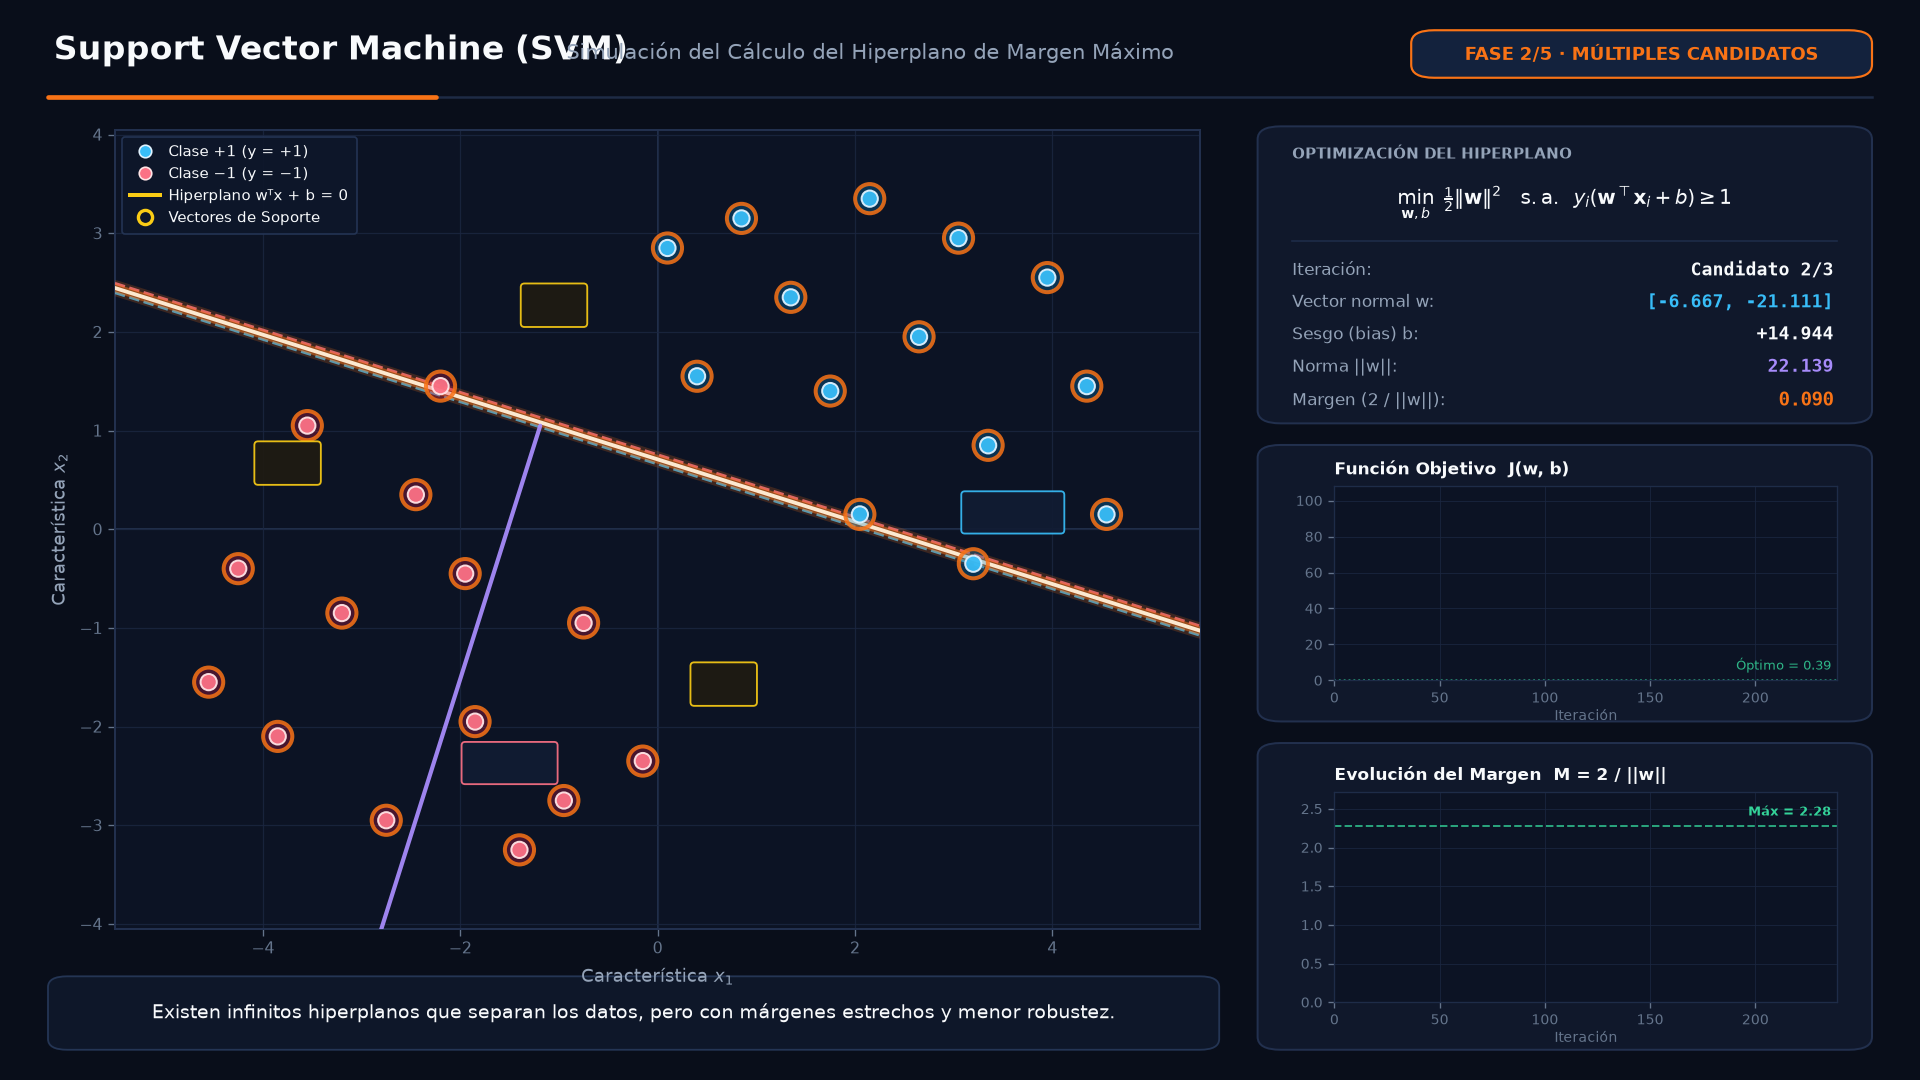 Support Vector Machine (SVM)
Simulación del Cálculo del Hiperplano de Margen Máximo
FASE 2/5 · MÚLTIPLES CANDIDATOS
Clase +1 (y = +1)
Clase −1 (y = −1)
Hiperplano wᵀx + b = 0
Vectores de Soporte
4
3
2
1
0
−1
−2
−3
−4
Característica x₂
−4
−2
0
2
4
Característica x₁
Existen infinitos hiperplanos que separan los datos, pero con márgenes estrechos y menor robustez.
OPTIMIZACIÓN DEL HIPERPLANO
min w,b ½‖w‖² s.a. yᵢ(w⊤xᵢ + b) ≥ 1
Iteración: Candidato 2/3
Vector normal w: [-6.667, -21.111]
Sesgo (bias) b: +14.944
Norma ||w||: 22.139
Margen (2 / ||w||): 0.090
Función Objetivo J(w, b)
100
80
60
40
20
0
Óptimo = 0.39
0
50
100
150
200
Iteración
Evolución del Margen M = 2 / ||w||
2.5
2.0
1.5
1.0
0.5
0.0
Máx = 2.28
0
50
100
150
200
Iteración